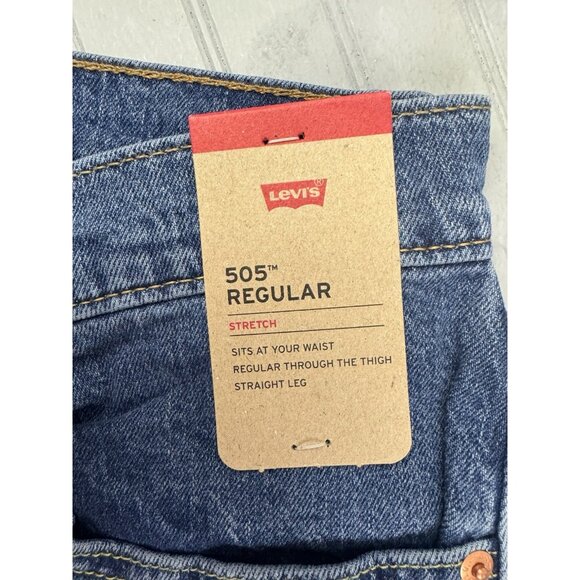 Levi's®
505™
REGULAR
STRETCH
SITS AT YOUR WAIST
REGULAR THROUGH THE THIGH
STRAIGHT LEG